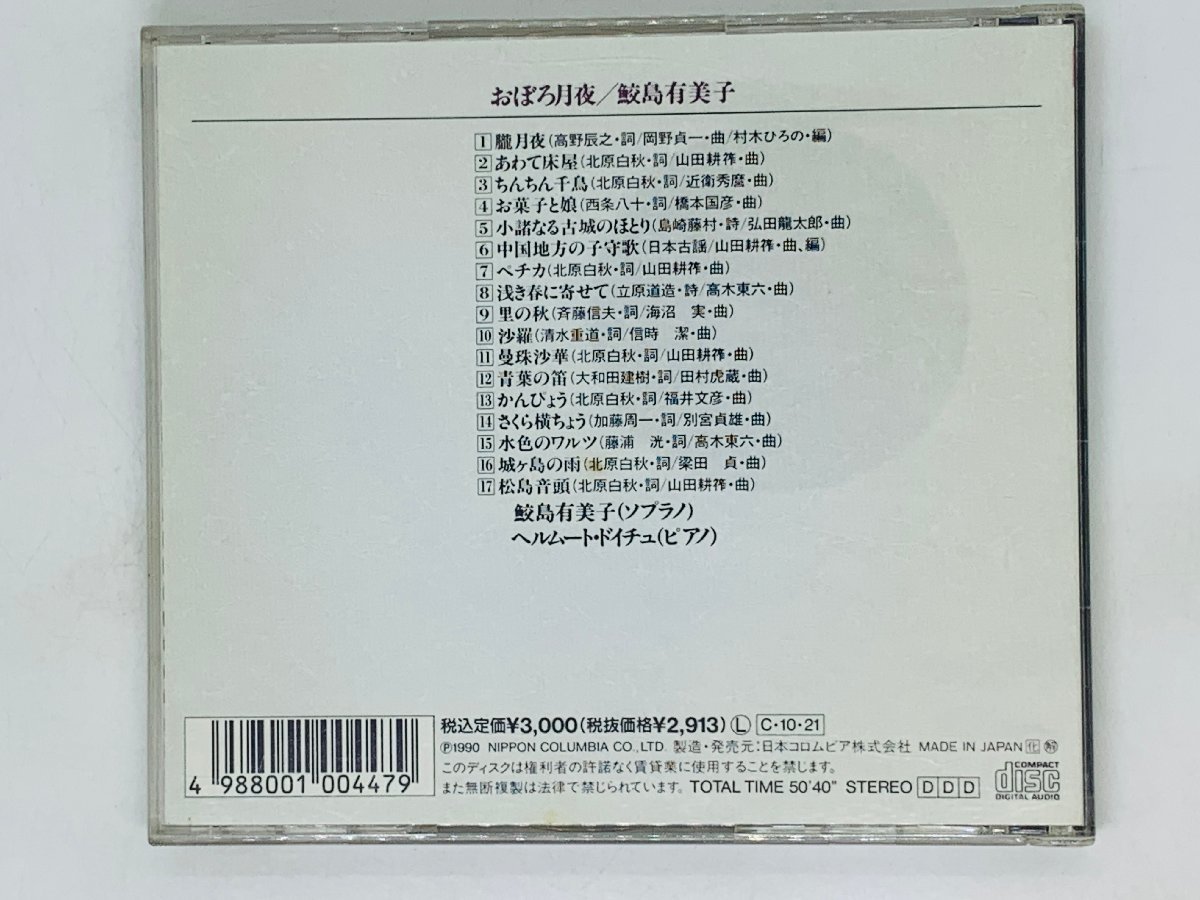 おぼろ月夜／鮫島有美子
1 朧月夜(高野辰之・詞/岡野貞一・曲/村木ひろの・編)
2 あわて床屋(北原白秋・詞/山田耕筰・曲)
3 ちんちん千鳥(北原白秋・詞/近衛秀麿・曲)
4 お菓子と娘(西条八十・詞/橋本国彦・曲)
5 小諸なる古城のほとり(島崎藤村・詩/弘田龍太郎・曲)
6 中国地方の子守歌(日本古謡/山田耕筰・曲、編)
7 ペチカ(北原白秋・詞/山田耕筰・曲)
8 浅き春に寄せて(立原道造・詩/高木東六・曲)
9 里の秋(斉藤信夫・詞/海沼　実・曲)
10 沙羅(清水重道・詞/信時　潔・曲)
11 曼珠沙華(北原白秋・詞/山田耕筰・曲)
12 青葉の笛(大和田建樹・詞/田村虎蔵・曲)
13 かんぴょう(北原白秋・詞/福井文彦・曲)
14 さくら横ちょう(加藤周一・詞/別宮貞雄・曲)
15 水色のワルツ(藤浦　洸・詞/高木東六・曲)
16 城ヶ島の雨(北原白秋・詞/梁田　貞・曲)
17 松島音頭(北原白秋・詞/山田耕筰・曲)
鮫島有美子(ソプラノ)
ヘルムート・ドイチュ(ピアノ)
税込定価¥3,000(税抜価格¥2,913) Ⓛ C・10・21
Ⓟ1990 NIPPON COLUMBIA CO.,LTD. 製造・発売元:日本コロムビア株式会社 MADE IN JAPAN 化
このディスクは権利者の許諾なく賃貸業に使用することを禁じます。
また無断複製は法律で禁じられています。 TOTAL TIME 50'40" STEREO D D D
4 988001 004479
COMPACT
disc
DIGITAL AUDIO